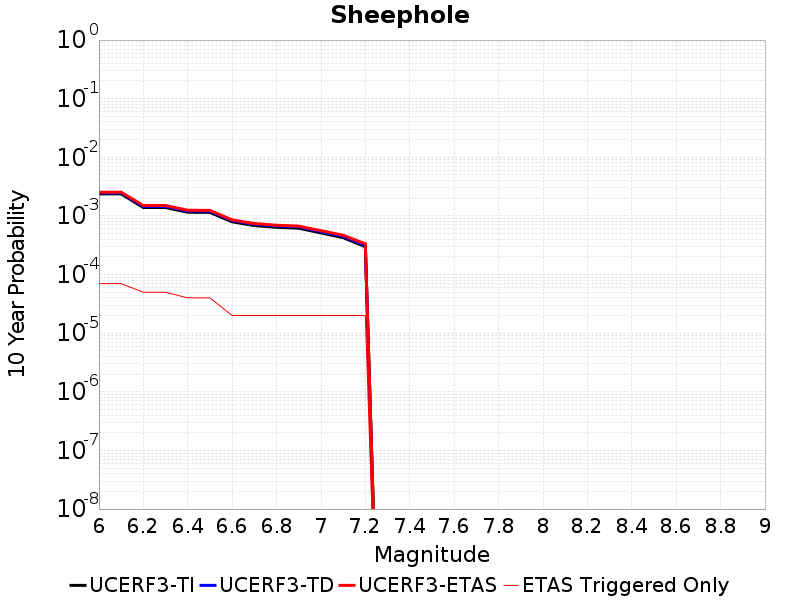 Sheephole
10^0
10^-1
10^-2
10^-3
10^-4
10^-5
10^-6
10^-7
10^-8
10 Year Probability
6 6.2 6.4 6.6 6.8 7 7.2 7.4 7.6 7.8 8 8.2 8.4 8.6 8.8 9
Magnitude
UCERF3-TI UCERF3-TD UCERF3-ETAS ETAS Triggered Only